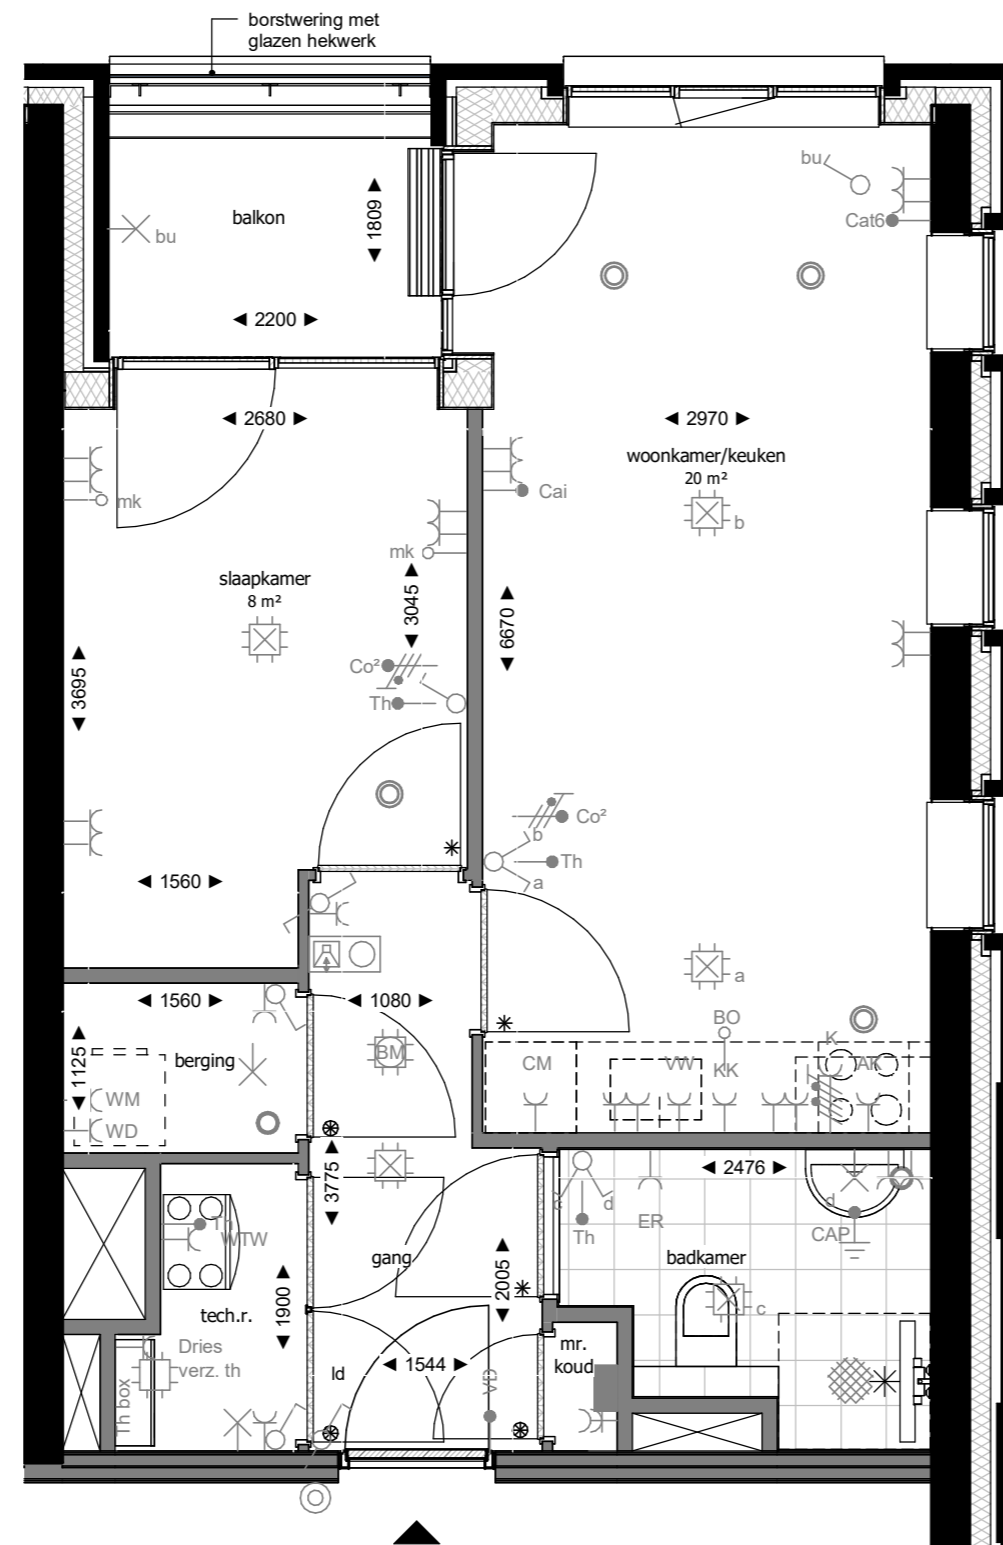 borstwering met
glazen hekwerk
balkon
bu
1809
2200
bu
Cat6
2680
2970
woonkamer/keuken
20 m²
b
mk
Cai
mk
slaapkamer
8 m²
3045
6670
3695
Co²
Th
Co²
b
Th
a
1560
a
1560
1080
BO
K
1125
berging
BM
CM
VW
KK
AK
WM
WD
3775
2476
d
Th
ER
d
CAP
WTW
gang
2005
badkamer
c
1900
tech.r.
Dries
verz. th
ld
1544
VD
mr.
koud
Th box